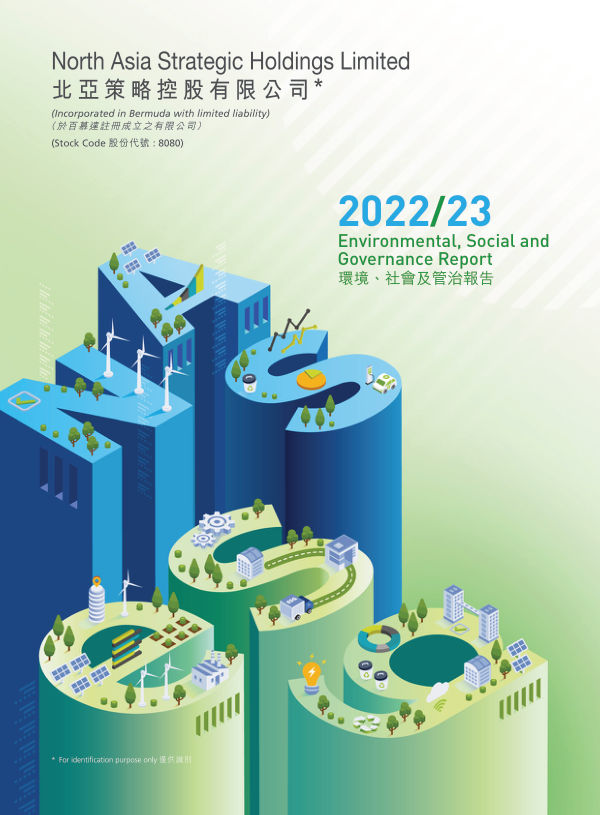 North Asia Strategic Holdings Limited
北亞策略控股有限公司*
(Incorporated in Bermuda with limited liability)
（於百慕達註冊成立之有限公司）
(Stock Code 股份代號 : 8080)
2022/23
Environmental, Social and
Governance Report
環境、社會及管治報告
* For identification purpose only 僅供識別